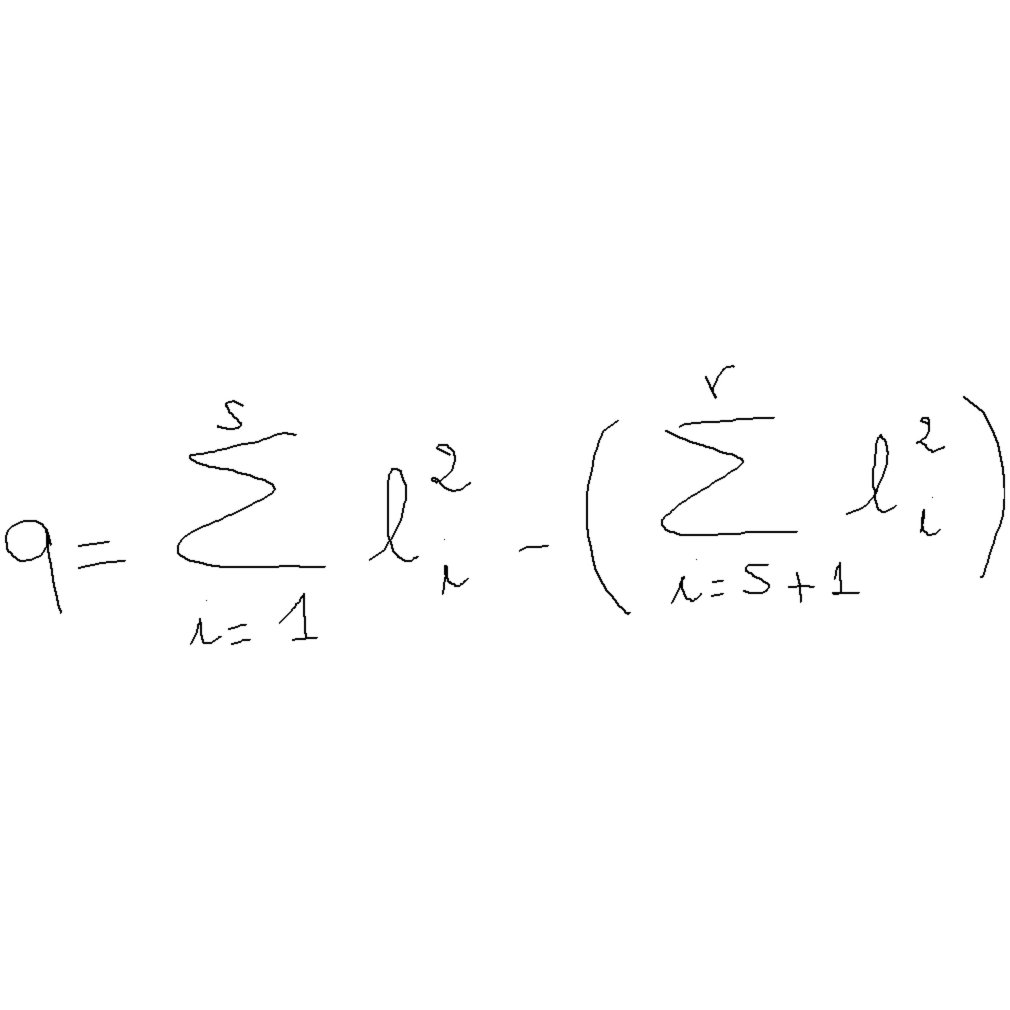 q = \sum_{i=1}^{s} l_i^2 - \left( \sum_{i=s+1}^{r} l_i^2 \right)